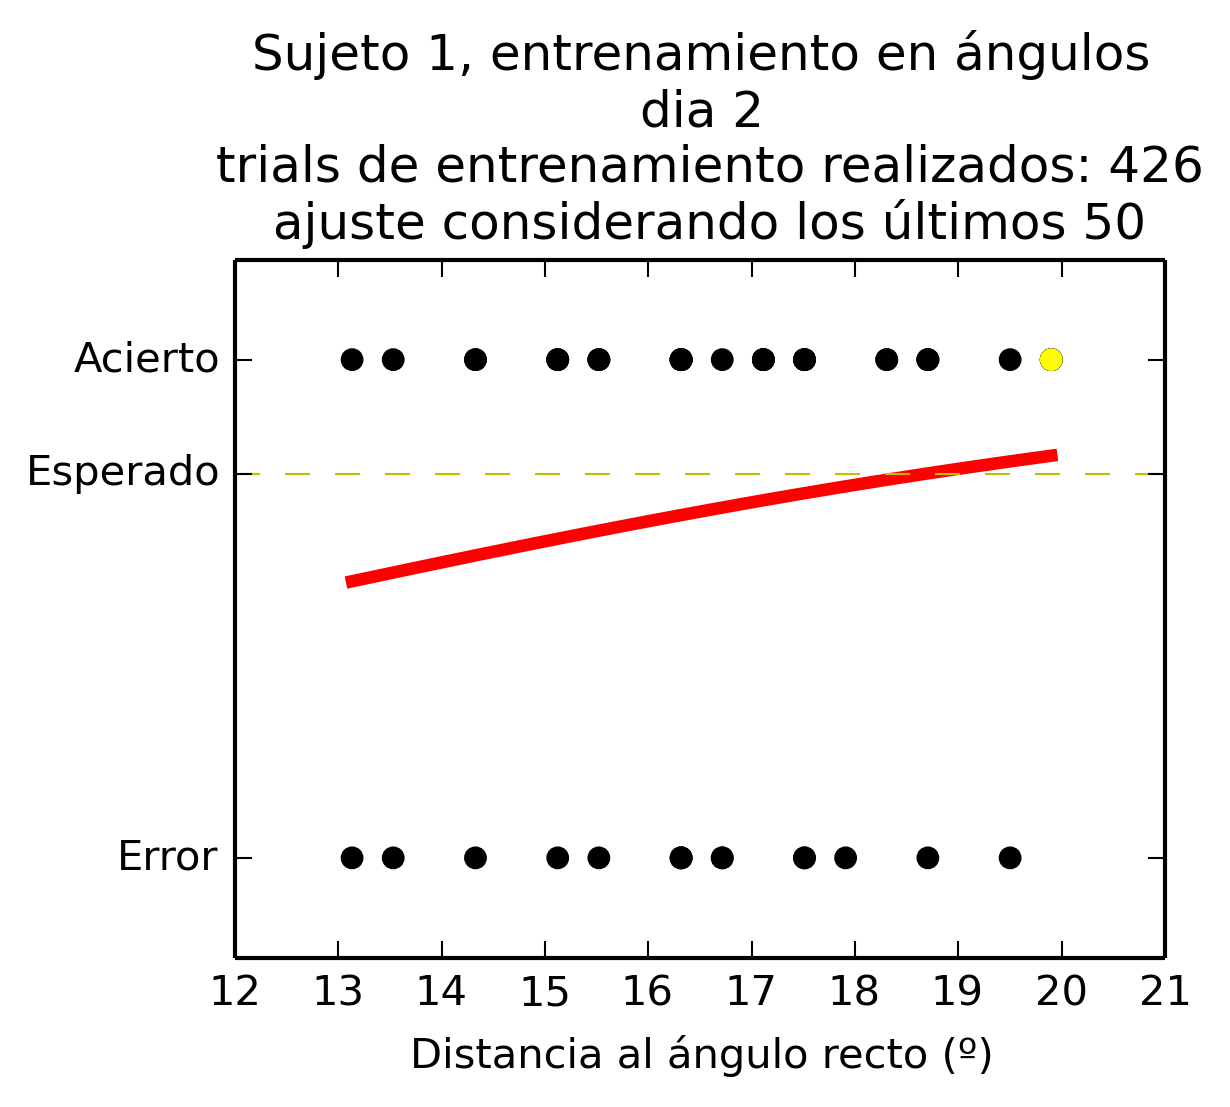 Sujeto 1, entrenamiento en ángulos
dia 2
trials de entrenamiento realizados: 426
ajuste considerando los últimos 50
Acierto
Esperado
Error
12 13 14 15 16 17 18 19 20 21
Distancia al ángulo recto (º)